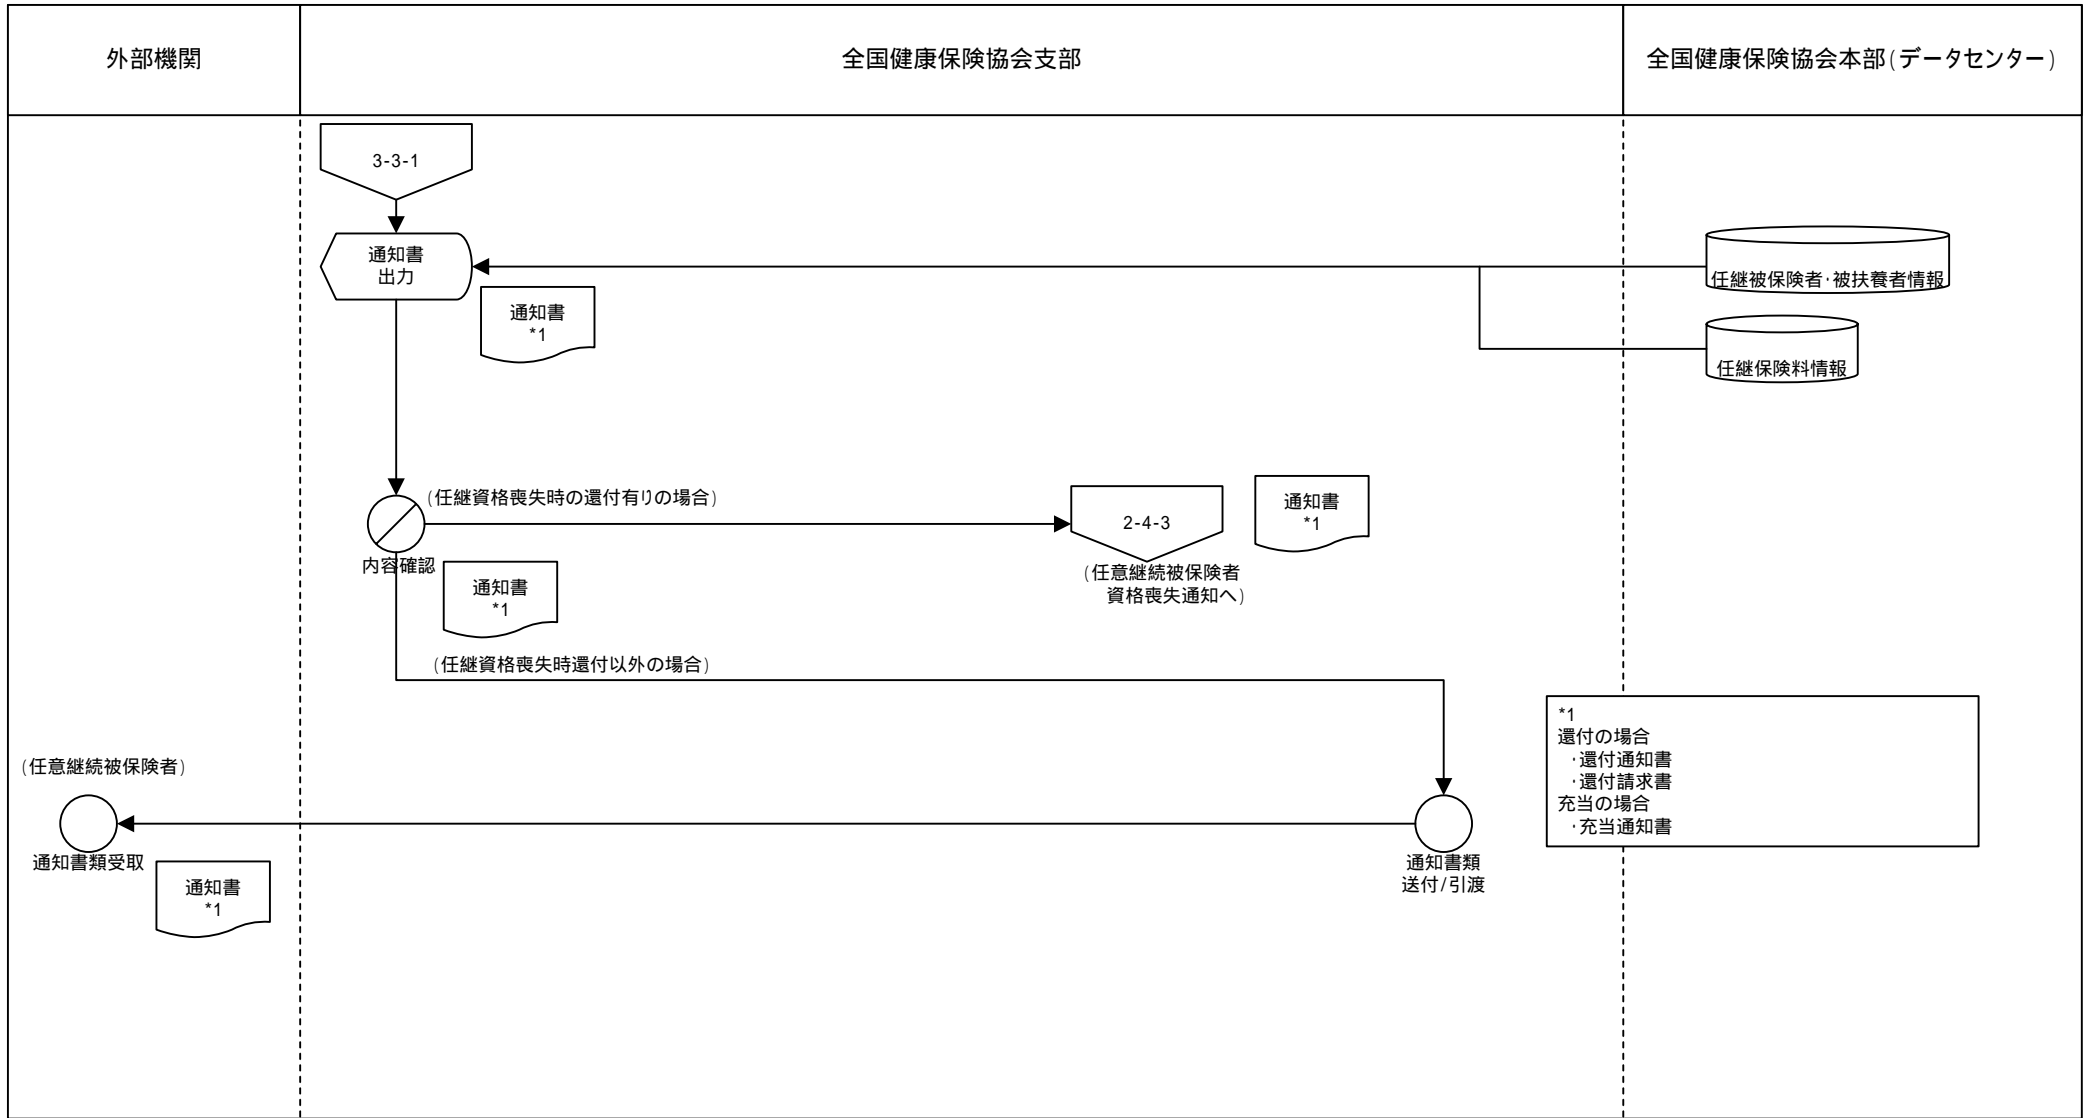 外部機関
全国健康保険協会支部
全国健康保険協会本部(データセンター)
3-3-1
通知書
出力
任継被保険者・被扶養者情報
通知書
*1
任継保険料情報
(任継資格喪失時の還付有りの場合)
2-4-3
通知書
*1
内容確認
(任意継続被保険者
資格喪失通知へ)
通知書
*1
(任継資格喪失時還付以外の場合)
*1
還付の場合
・還付通知書
・還付請求書
充当の場合
・充当通知書
(任意継続被保険者)
通知書類受取
通知書類
送付/引渡
通知書
*1